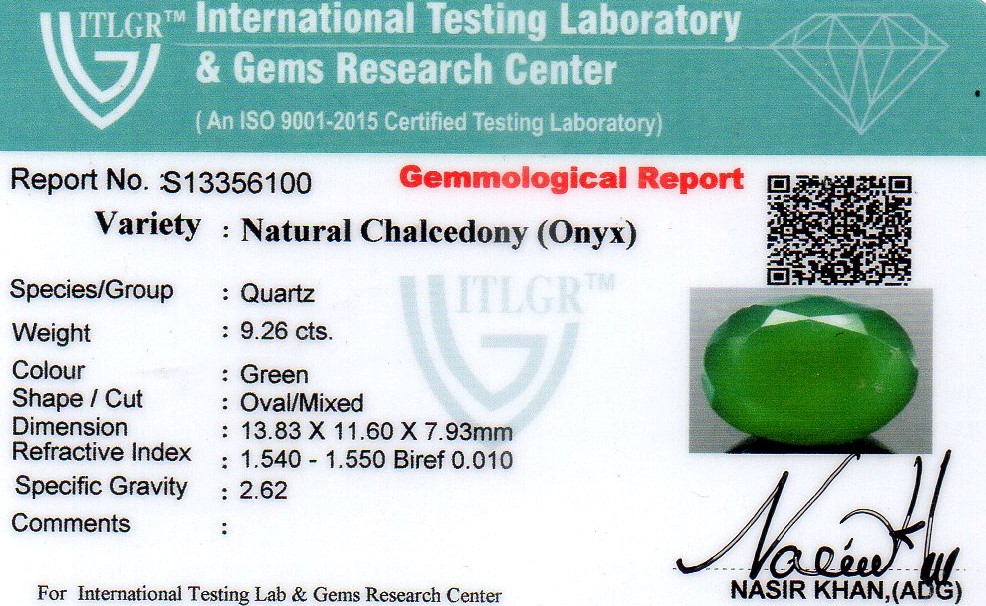 ITLGR™ International Testing Laboratory
& Gems Research Center
( An ISO 9001-2015 Certified Testing Laboratory)
Report No. :S13356100 Gemmological Report
Variety : Natural Chalcedony (Onyx)
ITLGR™
Species/Group : Quartz
Weight : 9.26 cts.
Colour : Green
Shape / Cut : Oval/Mixed
Dimension : 13.83 X 11.60 X 7.93mm
Refractive Index : 1.540 - 1.550 Biref 0.010
Specific Gravity : 2.62
Comments :
NASIR KHAN,(ADG)
For International Testing Lab & Gems Research Center